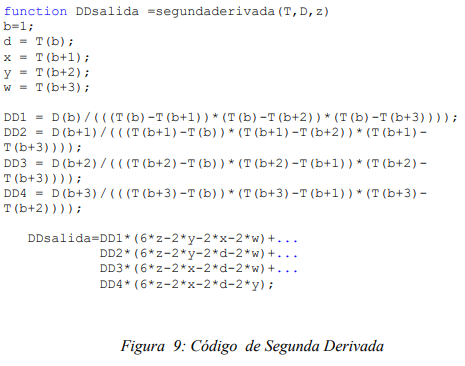 function DDsalida =segundaderivada(T,D,z)
b=1;
d = T(b);
x = T(b+1);
y = T(b+2);
w = T(b+3);
DD1 = D(b)/(((T(b)-T(b+1))*(T(b)-T(b+2))*(T(b)-T(b+3))));
DD2 = D(b+1)/(((T(b+1)-T(b))*(T(b+1)-T(b+2))*(T(b+1)-
T(b+3))));
DD3 = D(b+2)/(((T(b+2)-T(b))*(T(b+2)-T(b+1))*(T(b+2)-
T(b+3))));
DD4 = D(b+3)/(((T(b+3)-T(b))*(T(b+3)-T(b+1))*(T(b+3)-
T(b+2))));
DDsalida=DD1*(6*z-2*y-2*x-2*w)+...
DD2*(6*z-2*y-2*d-2*w)+...
DD3*(6*z-2*x-2*d-2*w)+...
DD4*(6*z-2*x-2*d-2*y);
Figura 9: Código de Segunda Derivada